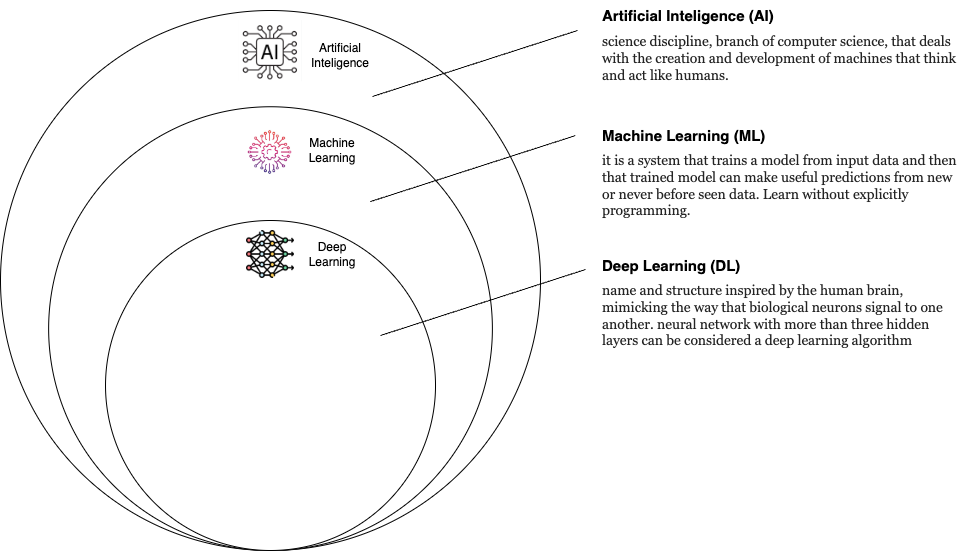 AI
Artificial
Inteligence
Machine
Learning
Deep
Learning
Artificial Inteligence (AI)
science discipline, branch of computer science, that deals
with the creation and development of machines that think
and act like humans.
Machine Learning (ML)
it is a system that trains a model from input data and then
that trained model can make useful predictions from new
or never before seen data. Learn without explicitly
programming.
Deep Learning (DL)
name and structure inspired by the human brain,
mimicking the way that biological neurons signal to one
another. neural network with more than three hidden
layers can be considered a deep learning algorithm